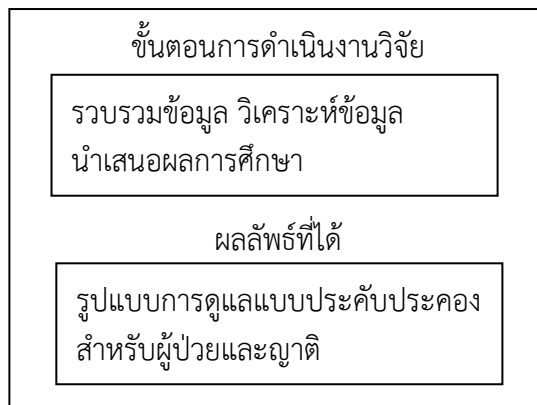 ขั้นตอนการดำเนินงานวิจัย
รวบรวมข้อมูล วิเคราะห์ข้อมูล
นำเสนอผลการศึกษา
ผลลัพธ์ที่ได้
รูปแบบการดูแลแบบประคับประคอง
สำหรับผู้ป่วยและญาติ